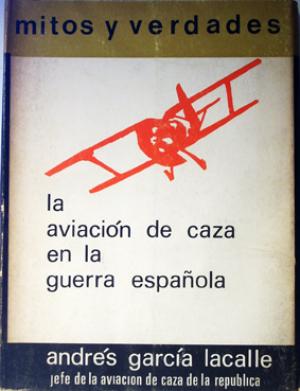 mitos y verdades
la
aviación de caza
en la
guerra española
andrés garcía lacalle
jefe de la aviacion de caza de la republica